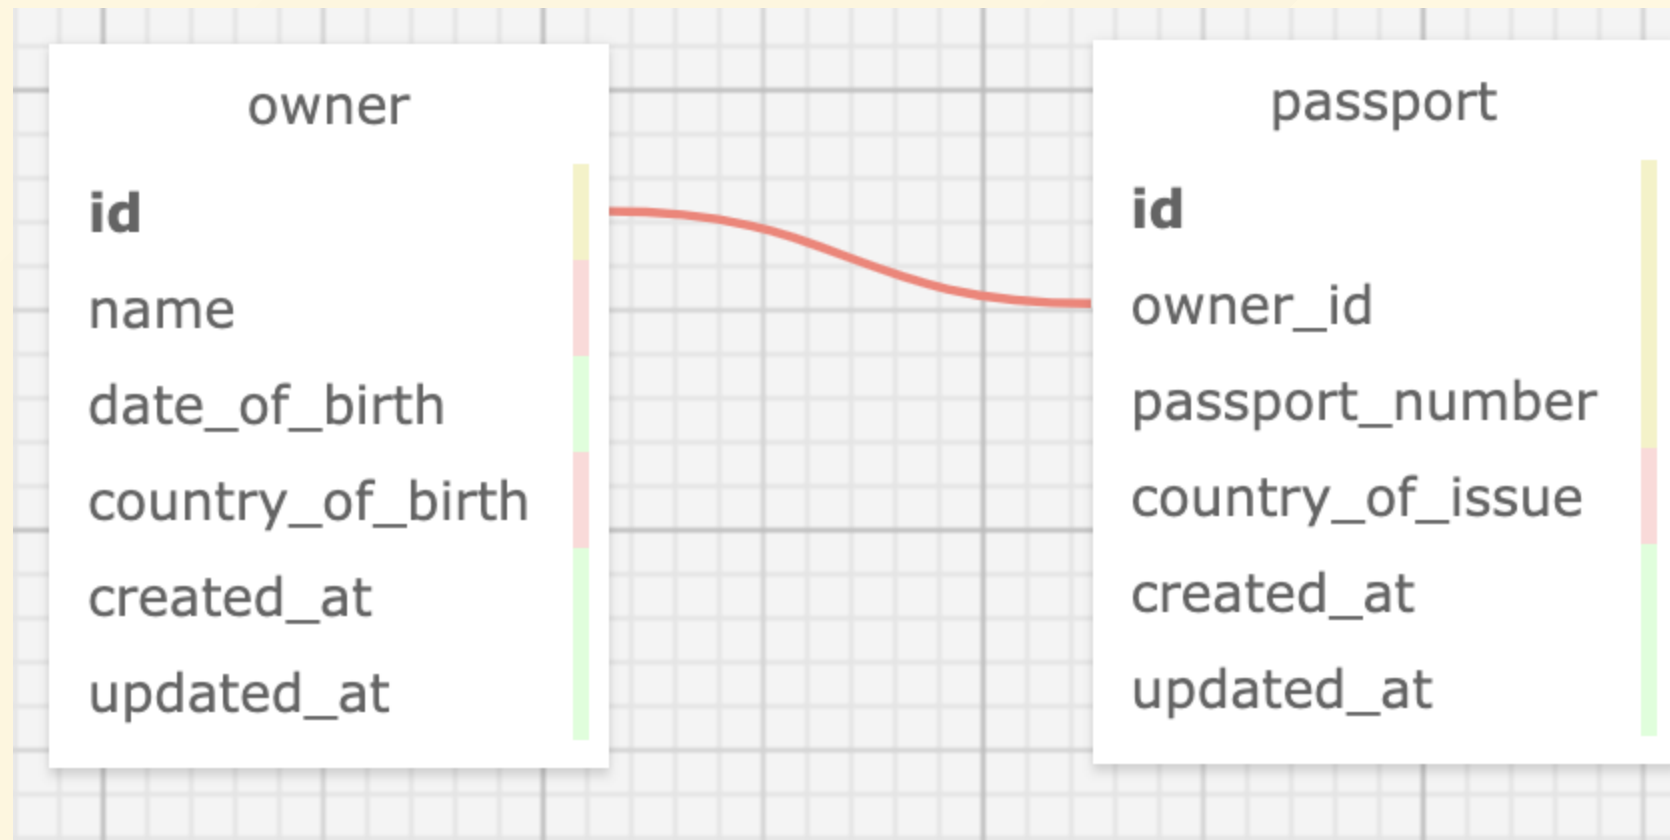 owner
id
name
date_of_birth
country_of_birth
created_at
updated_at
passport
id
owner_id
passport_number
country_of_issue
created_at
updated_at